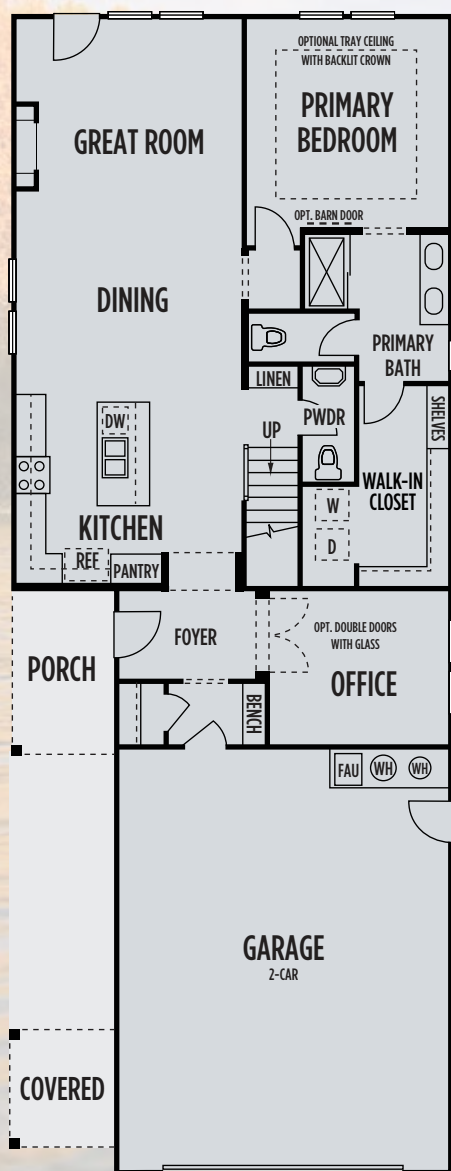 OPTIONAL TRAY CEILING
WITH BACKLIT CROWN
PRIMARY
BEDROOM
GREAT ROOM
OPT. BARN DOOR
DINING
PRIMARY
BATH
LINEN
SHELVES
DW
UP
PWDR
WALK-IN
CLOSET
W
D
KITCHEN
REF
PANTRY
PORCH
FOYER
OPT. DOUBLE DOORS
WITH GLASS
OFFICE
BENCH
FAU
WH
WH
GARAGE
2-CAR
COVERED